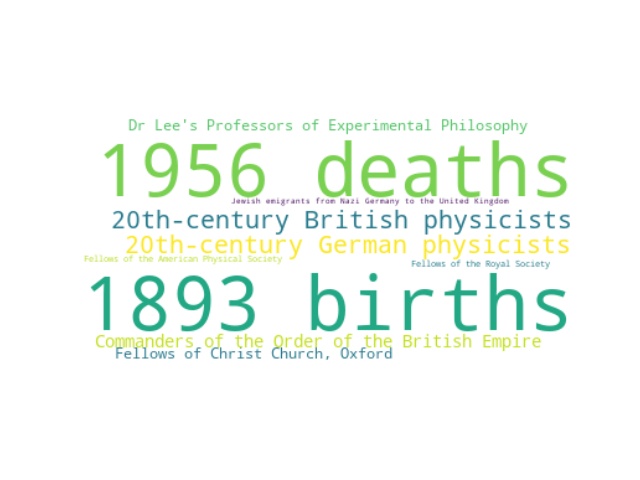 Dr Lee's Professors of Experimental Philosophy
1956 deaths
Jewish emigrants from Nazi Germany to the United Kingdom
20th-century British physicists
20th-century German physicists
Fellows of the American Physical Society
Fellows of the Royal Society
1893 births
Commanders of the Order of the British Empire
Fellows of Christ Church, Oxford